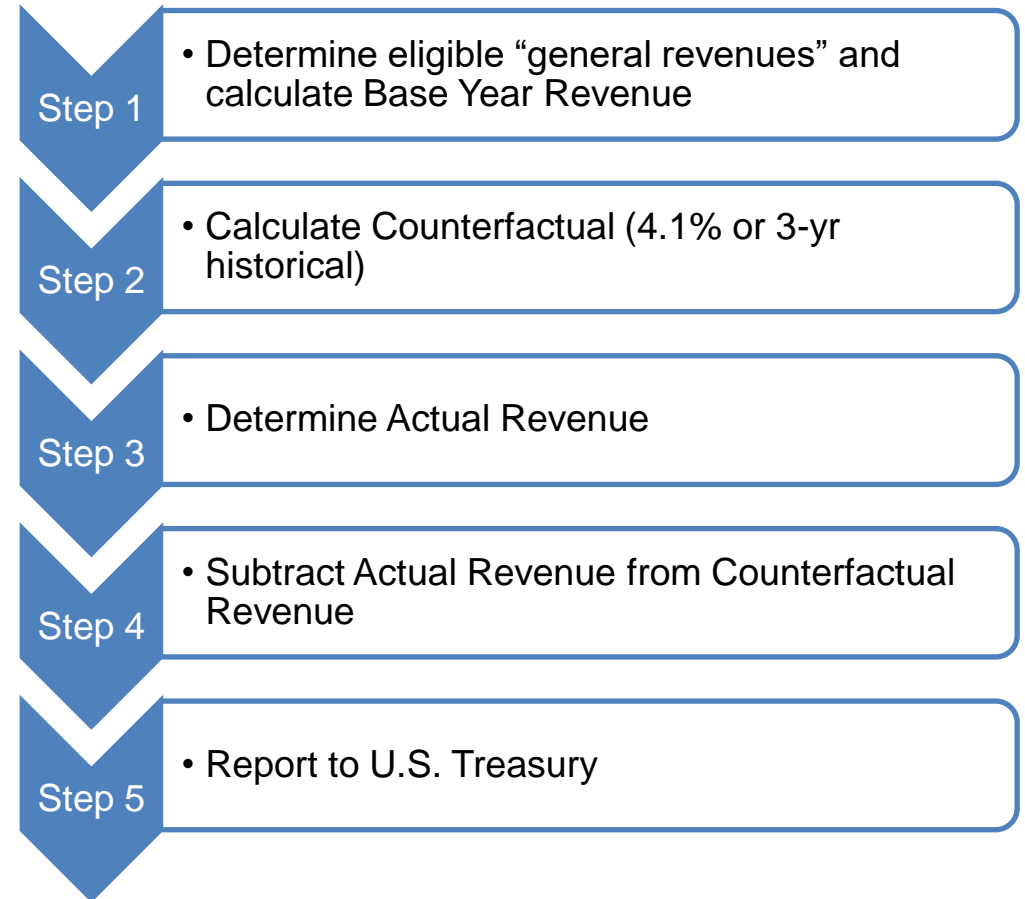 Step 1
• Determine eligible “general revenues” and
calculate Base Year Revenue
Step 2
• Calculate Counterfactual (4.1% or 3-yr
historical)
Step 3
• Determine Actual Revenue
Step 4
• Subtract Actual Revenue from Counterfactual
Revenue
Step 5
• Report to U.S. Treasury